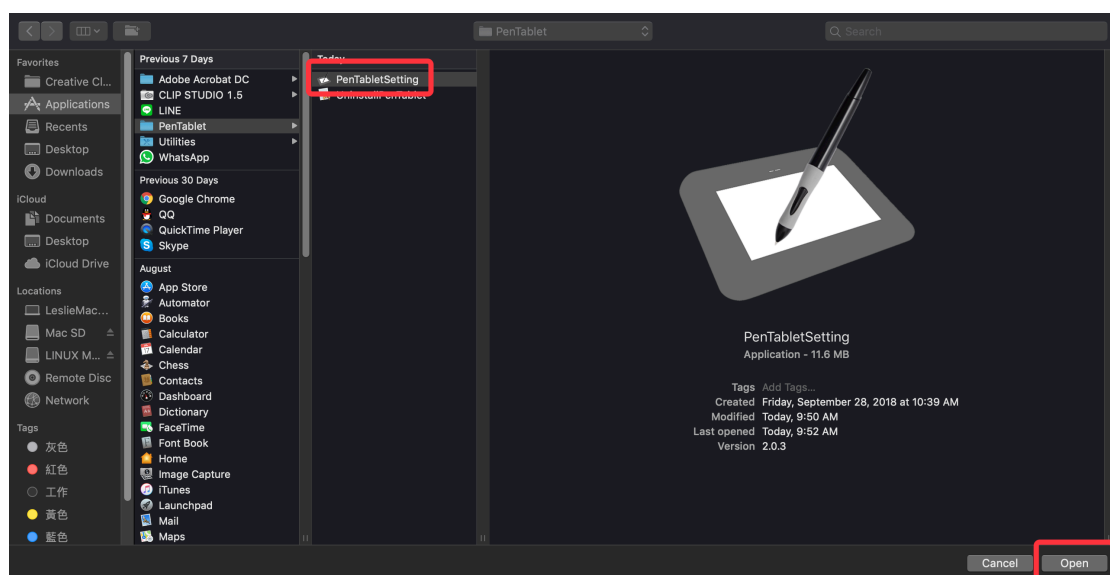 PenTablet
Search
Favorites
Creative Cl...
Applications
Recents
Desktop
Downloads
iCloud
Documents
Desktop
iCloud Drive
Locations
LeslieMac...
Mac SD
LINUX M...
Remote Disc
Network
Tags
灰色
紅色
工作
黃色
藍色
Previous 7 Days
Adobe Acrobat DC
CLIP STUDIO 1.5
LINE
PenTablet
Utilities
WhatsApp
Previous 30 Days
Google Chrome
QQ
QuickTime Player
Skype
August
App Store
Automator
Books
Calculator
Calendar
Chess
Contacts
Dashboard
Dictionary
FaceTime
Font Book
Home
Image Capture
iTunes
Launchpad
Mail
Maps
Today
PenTabletSetting
UninstallPenTablet
PenTabletSetting
Application - 11.6 MB
Tags Add Tags...
Created Friday, September 28, 2018 at 10:39 AM
Modified Today, 9:50 AM
Last opened Today, 9:52 AM
Version 2.0.3
Cancel
Open